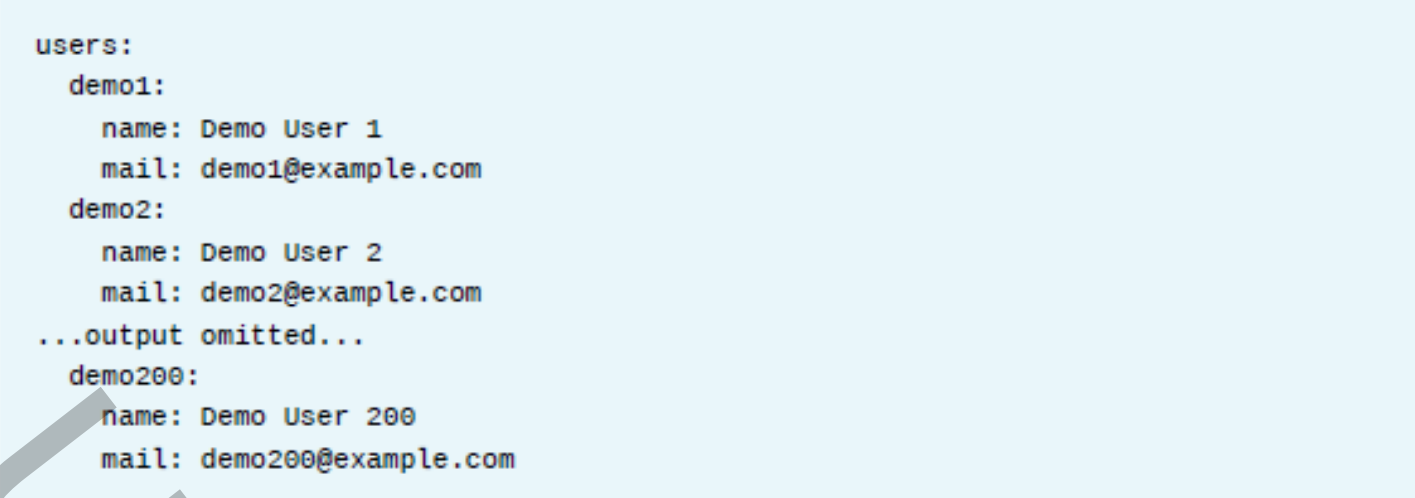 users:
  demo1:
    name: Demo User 1
    mail: demo1@example.com
  demo2:
    name: Demo User 2
    mail: demo2@example.com
...output omitted...
  demo200:
    name: Demo User 200
    mail: demo200@example.com